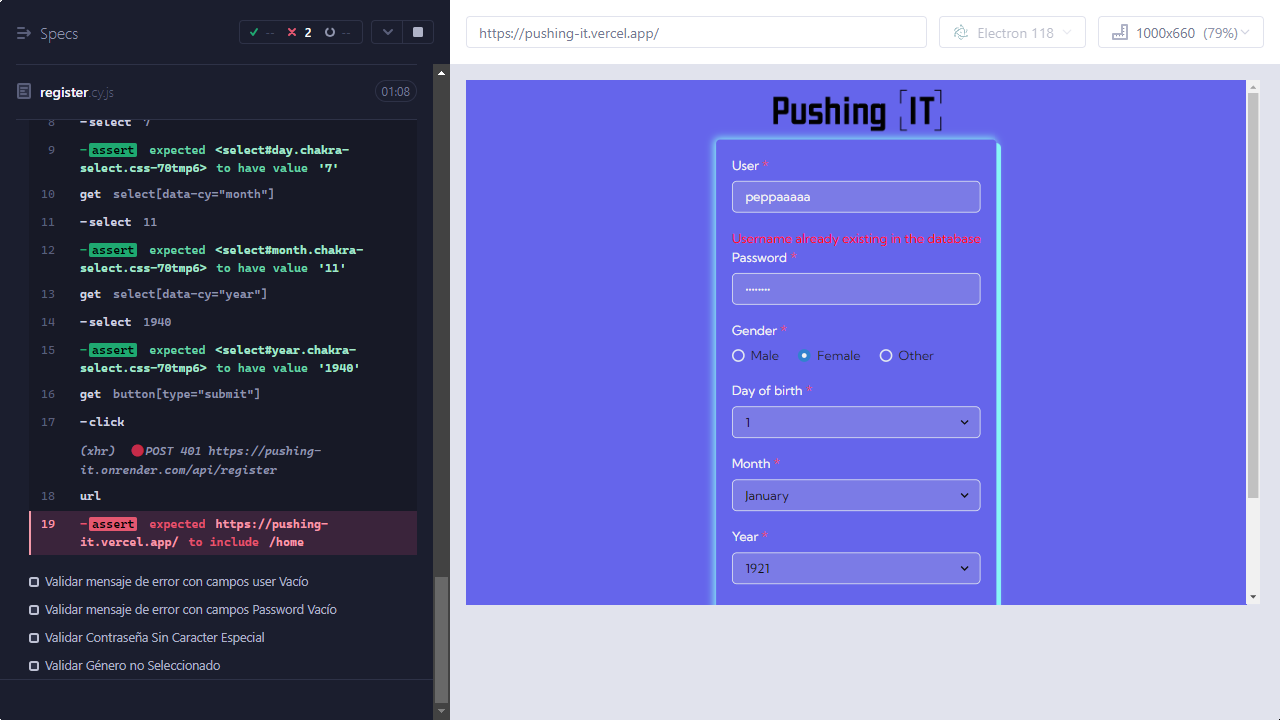 Specs
-- 2 --
register.cy.js
01:08
8 -select 7
9 -assert expected <select#day.chakra-
select.css-70tmp6> to have value '7'
10 get select[data-cy="month"]
11 -select 11
12 -assert expected <select#month.chakra-
select.css-70tmp6> to have value '11'
13 get select[data-cy="year"]
14 -select 1940
15 -assert expected <select#year.chakra-
select.css-70tmp6> to have value '1940'
16 get button[type="submit"]
17 -click
(xhr) POST 401 https://pushing-
it.onrender.com/api/register
18 url
19 -assert expected https://pushing-
it.vercel.app/ to include /home
Validar mensaje de error con campos user Vacío
Validar mensaje de error con campos Password Vacío
Validar Contraseña Sin Caracter Especial
Validar Género no Seleccionado
https://pushing-it.vercel.app/
Electron 118
1000x660 (79%)
Pushing [IT]
User *
peppaaaaa
Username already existing in the database
Password *
········
Gender *
Male Female Other
Day of birth *
1
Month *
January
Year *
1921